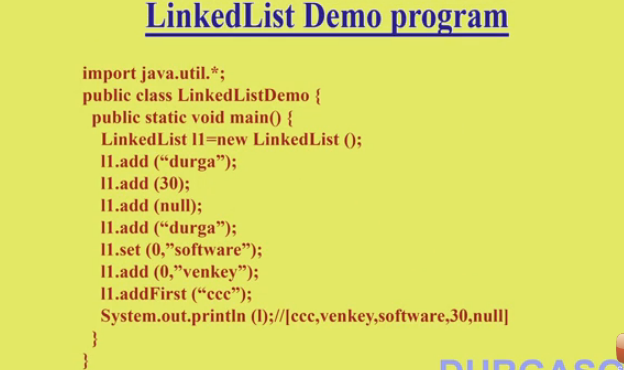 LinkedList Demo program
import java.util.*;
public class LinkedListDemo {
public static void main() {
LinkedList l1=new LinkedList ();
l1.add (“durga”);
l1.add (30);
l1.add (null);
l1.add (“durga”);
l1.set (0,”software”);
l1.add (0,”venkey”);
l1.addFirst (“ccc”);
System.out.println (l);//[ccc,venkey,software,30,null]
}
}